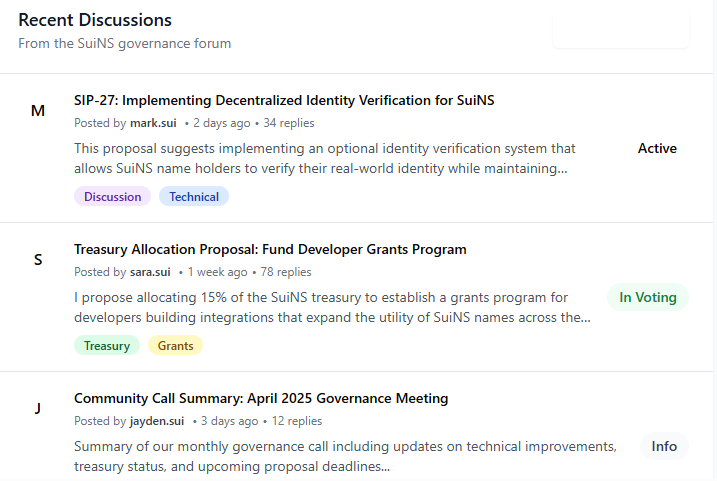 Recent Discussions
From the SuiNS governance forum
M
SIP-27: Implementing Decentralized Identity Verification for SuiNS
Posted by mark.sui • 2 days ago • 34 replies
This proposal suggests implementing an optional identity verification system that
allows SuiNS name holders to verify their real-world identity while maintaining...
Active
Discussion Technical
S
Treasury Allocation Proposal: Fund Developer Grants Program
Posted by sara.sui • 1 week ago • 78 replies
I propose allocating 15% of the SuiNS treasury to establish a grants program for
developers building integrations that expand the utility of SuiNS names across the...
In Voting
Treasury Grants
J
Community Call Summary: April 2025 Governance Meeting
Posted by jayden.sui • 3 days ago • 12 replies
Summary of our monthly governance call including updates on technical improvements,
treasury status, and upcoming proposal deadlines...
Info